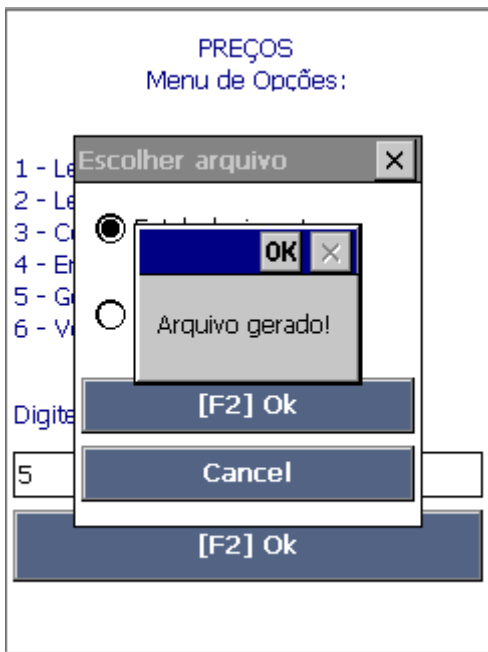 PREÇOS
Menu de Opções:
Escolher arquivo
1 - Le
2 - Le
3 -
4 -
5 -
6 -
OK
Arquivo gerado!
[F2] Ok
Digite
Cancel
5
[F2] Ok